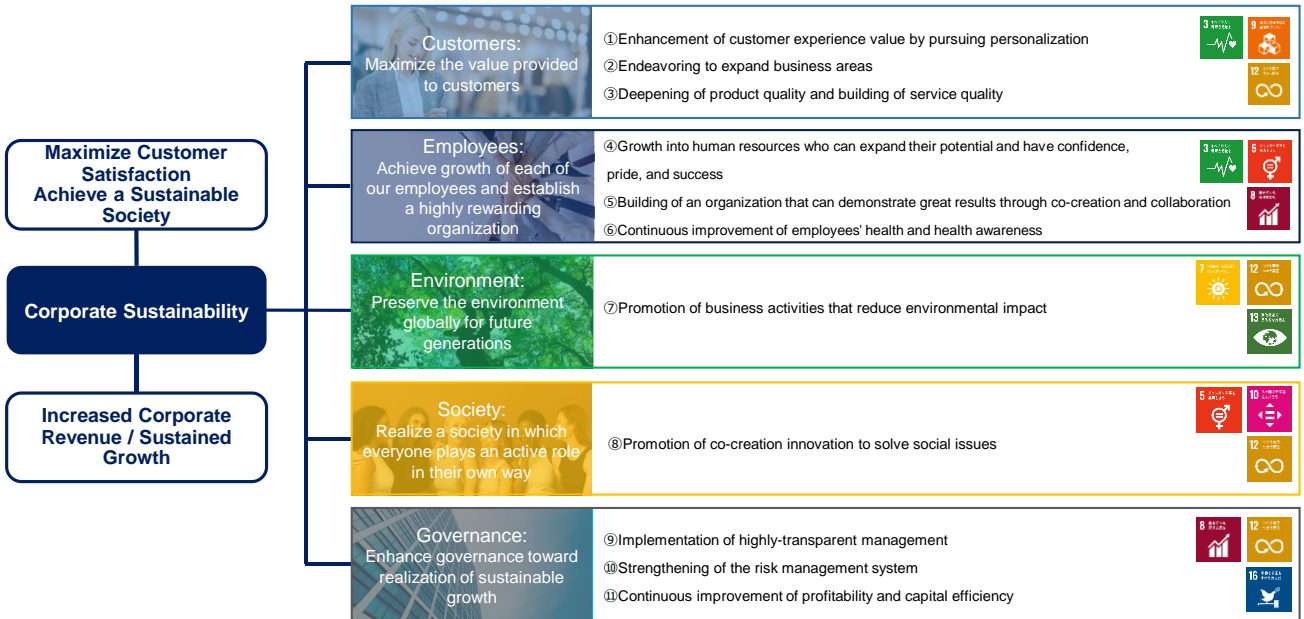 Maximize Customer
Satisfaction
Achieve a Sustainable
Society
Corporate Sustainability
Increased Corporate
Revenue / Sustained
Growth
Customers:
Maximize the value provided
to customers
①Enhancement of customer experience value by pursuing personalization
②Endeavoring to expand business areas
③Deepening of product quality and building of service quality
3
9
12
Employees:
Achieve growth of each of
our employees and establish
a highly rewarding
organization
④Growth into human resources who can expand their potential and have confidence,
pride, and success
⑤Building of an organization that can demonstrate great results through co-creation and collaboration
⑥Continuous improvement of employees' health and health awareness
3
5
8
Environment:
Preserve the environment
globally for future
generations
⑦Promotion of business activities that reduce environmental impact
7
12
13
Society:
Realize a society in which
everyone plays an active role
in their own way
⑧Promotion of co-creation innovation to solve social issues
5
10
12
Governance:
Enhance governance toward
realization of sustainable
growth
⑨Implementation of highly-transparent management
⑩Strengthening of the risk management system
⑪Continuous improvement of profitability and capital efficiency
8
12
16